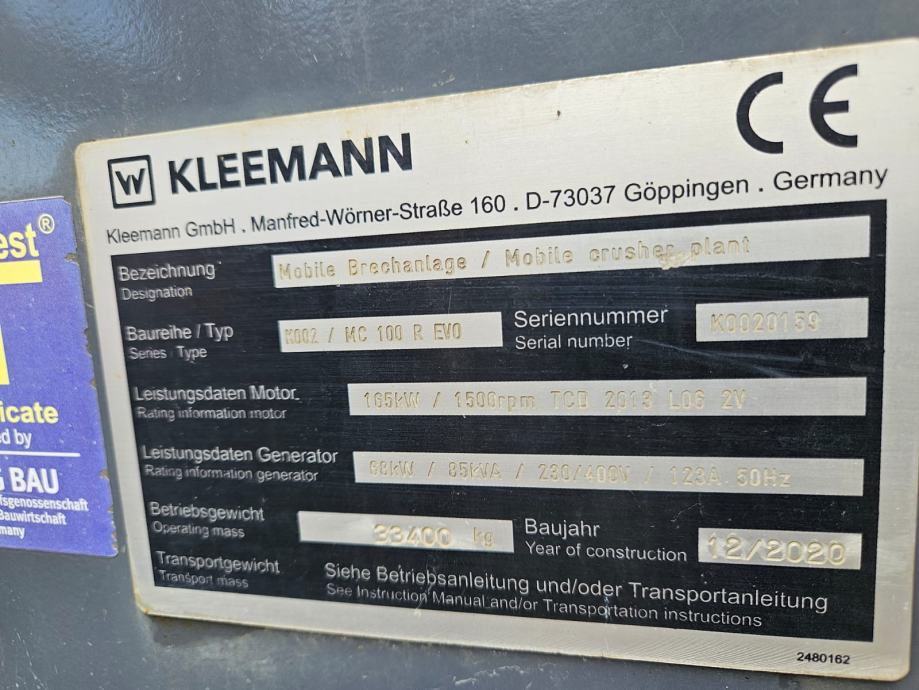 KLEEMANN
CE
Kleemann GmbH . Manfred-Wörner-Straße 160 . D-73037 Göppingen . Germany
Bezeichnung
Designation
Mobile Brechanlage / Mobile crusher plant
Baureihe / Typ
Series / Type
K002 / MC 100 R EVO
Seriennummer
Serial number
K0020159
Leistungsdaten Motor
Rating information motor
165kW / 1500rpm TCD 2013 L06 2V
Leistungsdaten Generator
Rating information generator
68kW / 85kVA / 230/400V / 123A 50Hz
Betriebsgewicht
Operating mass
33400 kg
Baujahr
Year of construction
12/2020
Transportgewicht
Transport mass
Siehe Betriebsanleitung und/oder Transportanleitung
See Instruction Manual and/or Transportation instructions
2480162
est®
icate
ed by
G BAU
fsgenossenschaft
Bauwirtschaft
many